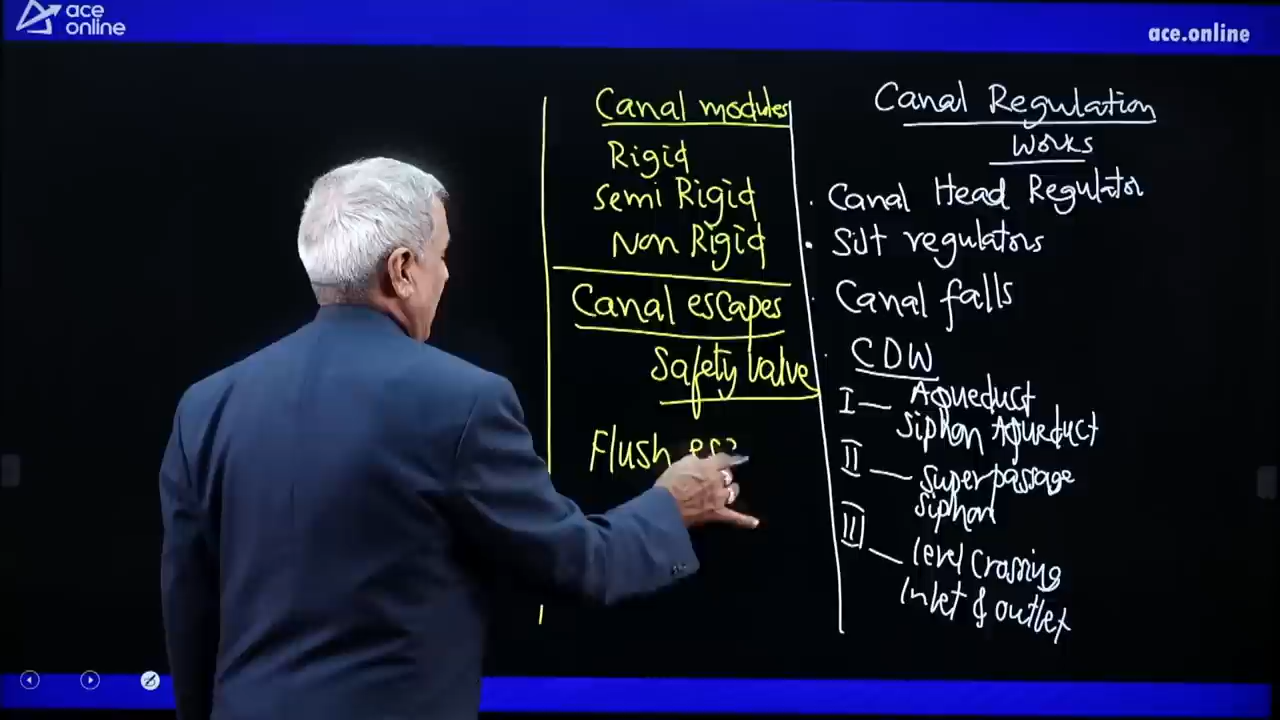 ace
online
ace.online
Canal modules
Rigid
Semi Rigid
Non Rigid
Canal escapes
Safety Valve
Flush
Canal Regulation
Works
· Canal Head Regulator
· Silt regulators
· Canal falls
· CDW
I — Aqueduct
Siphon Aqueduct
II — Superpassage
Siphon
III — level Crossing
Inlet & outlet